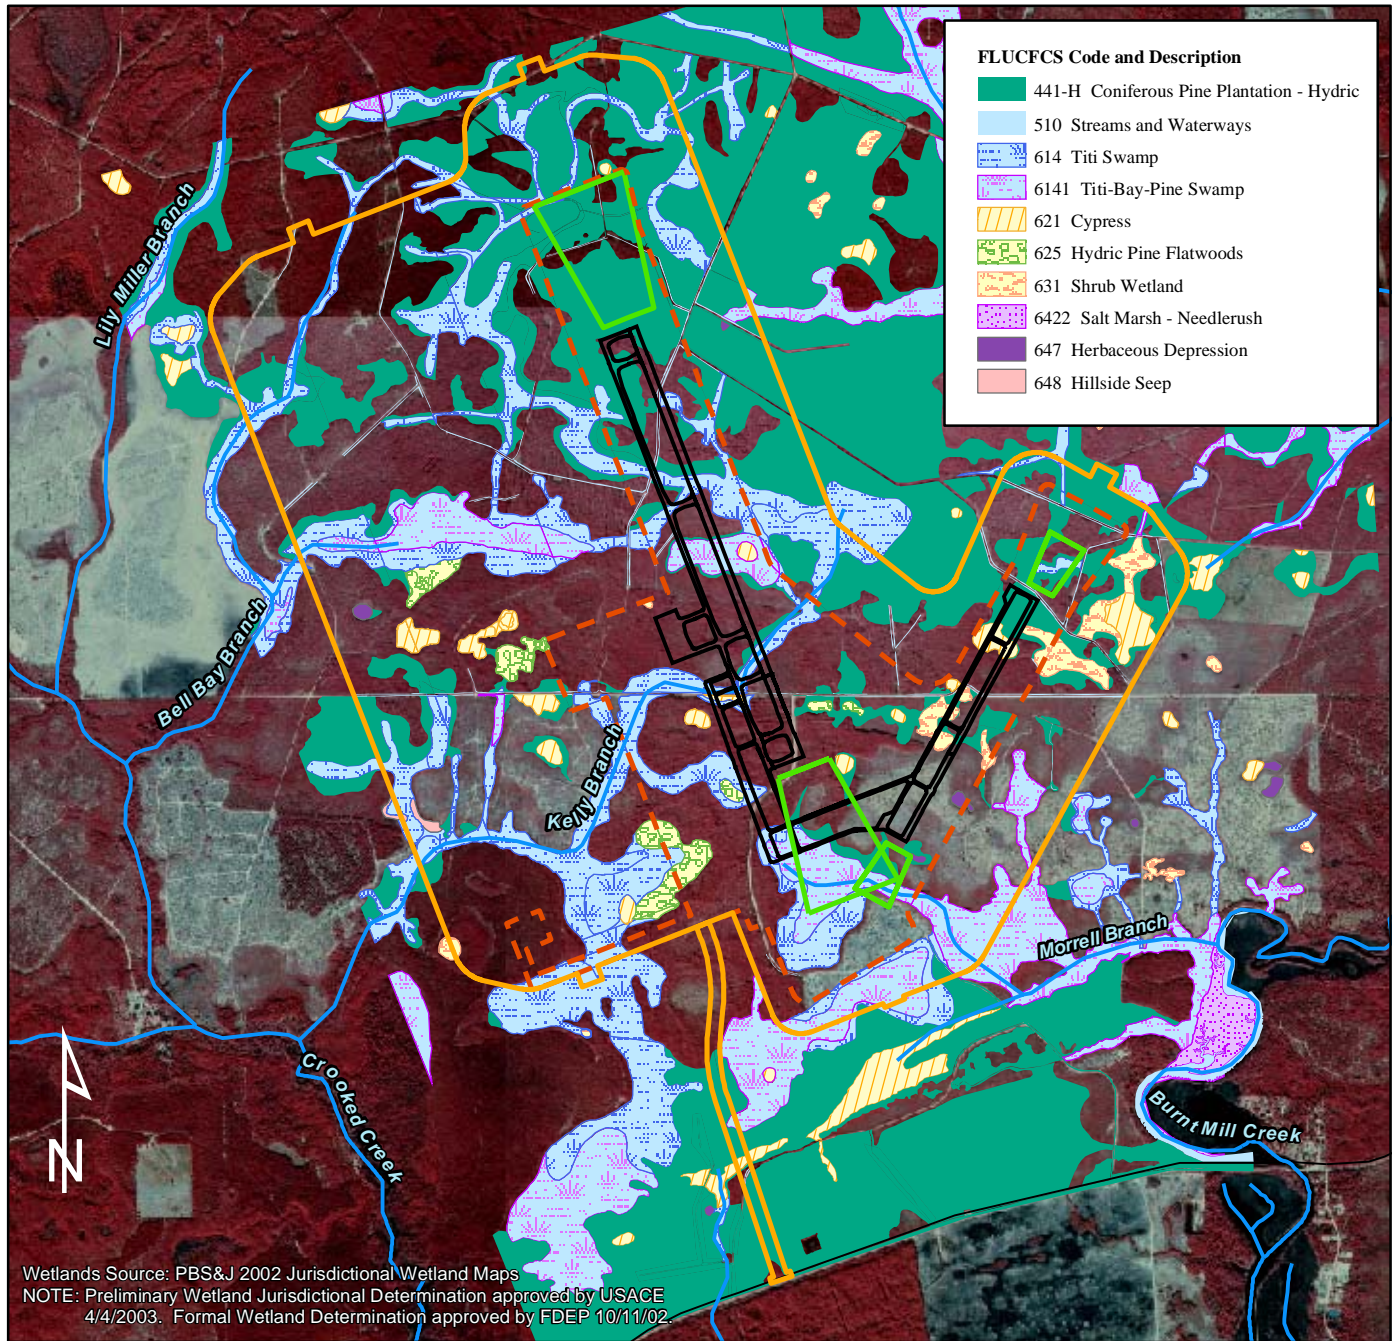 FLUCFCS Code and Description
441-H Coniferous Pine Plantation - Hydric
510 Streams and Waterways
614 Titi Swamp
6141 Titi-Bay-Pine Swamp
621 Cypress
625 Hydric Pine Flatwoods
631 Shrub Wetland
6422 Salt Marsh - Needlerush
647 Herbaceous Depression
648 Hillside Seep
Lily Miller Branch
Bell Bay Branch
Kelly Branch
Morrell Branch
Crooked Creek
Burnt Mill Creek
N
Wetlands Source: PBS&J 2002 Jurisdictional Wetland Maps
NOTE: Preliminary Wetland Jurisdictional Determination approved by USACE
4/4/2003. Formal Wetland Determination approved by FDEP 10/11/02.